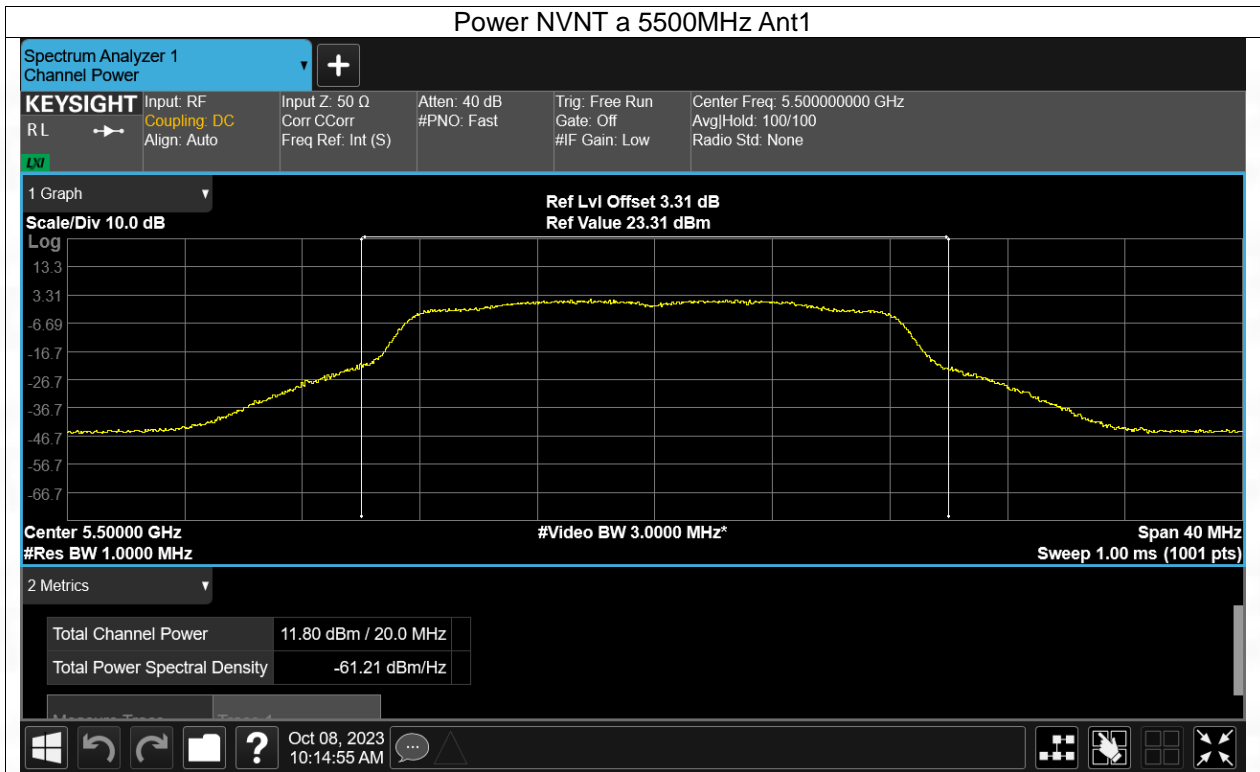 Power NVNT a 5500MHz Ant1
Spectrum Analyzer 1
Channel Power
KEYSIGHT
R L
LXI
Input: RF
Coupling: DC
Align: Auto
Input Z: 50 Ω
Corr CCorr
Freq Ref: Int (S)
Atten: 40 dB
#PNO: Fast
Trig: Free Run
Gate: Off
#IF Gain: Low
Center Freq: 5.500000000 GHz
Avg|Hold: 100/100
Radio Std: None
1 Graph
Ref Lvl Offset 3.31 dB
Scale/Div 10.0 dB
Ref Value 23.31 dBm
Log
13.3
3.31
-6.69
-16.7
-26.7
-36.7
-46.7
-56.7
-66.7
Center 5.50000 GHz
#Video BW 3.0000 MHz*
Span 40 MHz
#Res BW 1.0000 MHz
Sweep 1.00 ms (1001 pts)
2 Metrics
Total Channel Power 11.80 dBm / 20.0 MHz
Total Power Spectral Density -61.21 dBm/Hz
?
Oct 08, 2023
10:14:55 AM